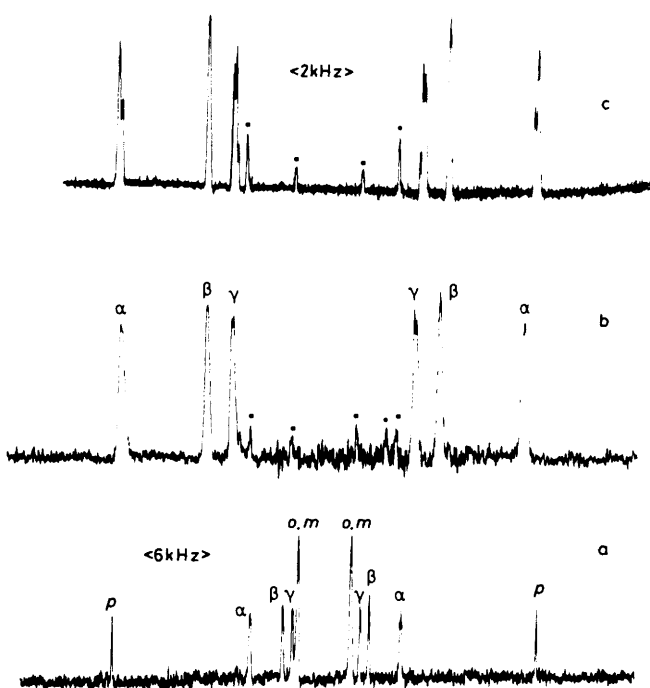 <2kHz>
c
α β γ γ β α b
o,m o,m a
<6kHz>
p α β γ γ β α p